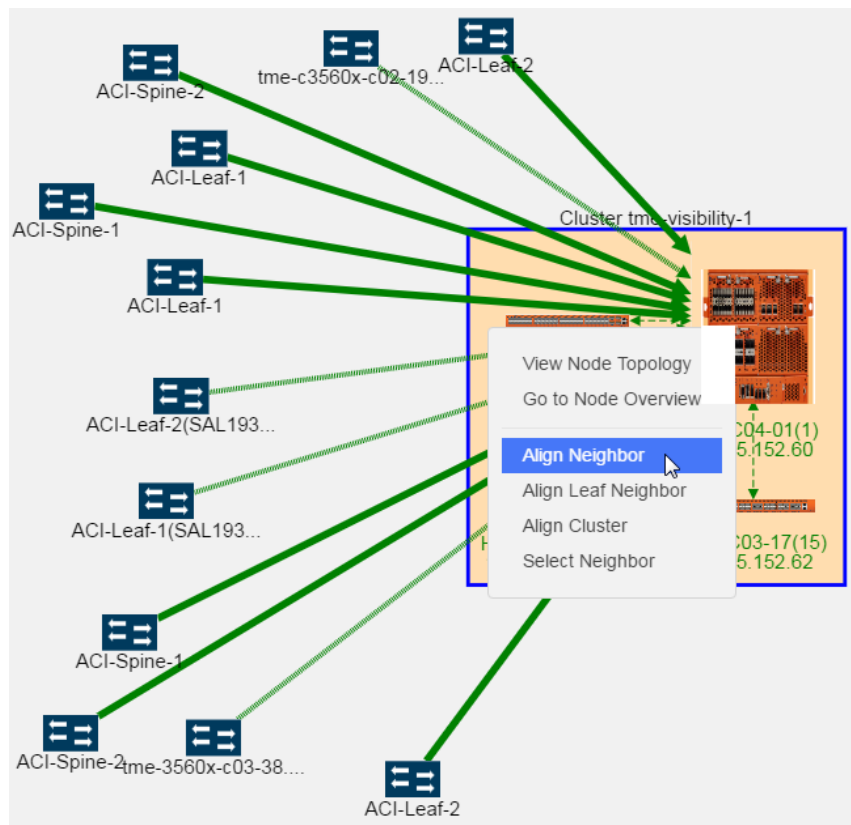 ACI-Leaf-2
tme-c3560x-c02-19...
ACI-Spine-2
ACI-Leaf-1
ACI-Spine-1
Cluster tme-visibility-1
ACI-Leaf-1
View Node Topology
Go to Node Overview
ACI-Leaf-2(SAL193...
C04-01(1)
Align Neighbor
5.152.60
Align Leaf Neighbor
ACI-Leaf-1(SAL193...
Align Cluster
H
C03-17(15)
Select Neighbor
5.152.62
ACI-Spine-1
ACI-Spine-2
tme-3560x-c03-38....
ACI-Leaf-2